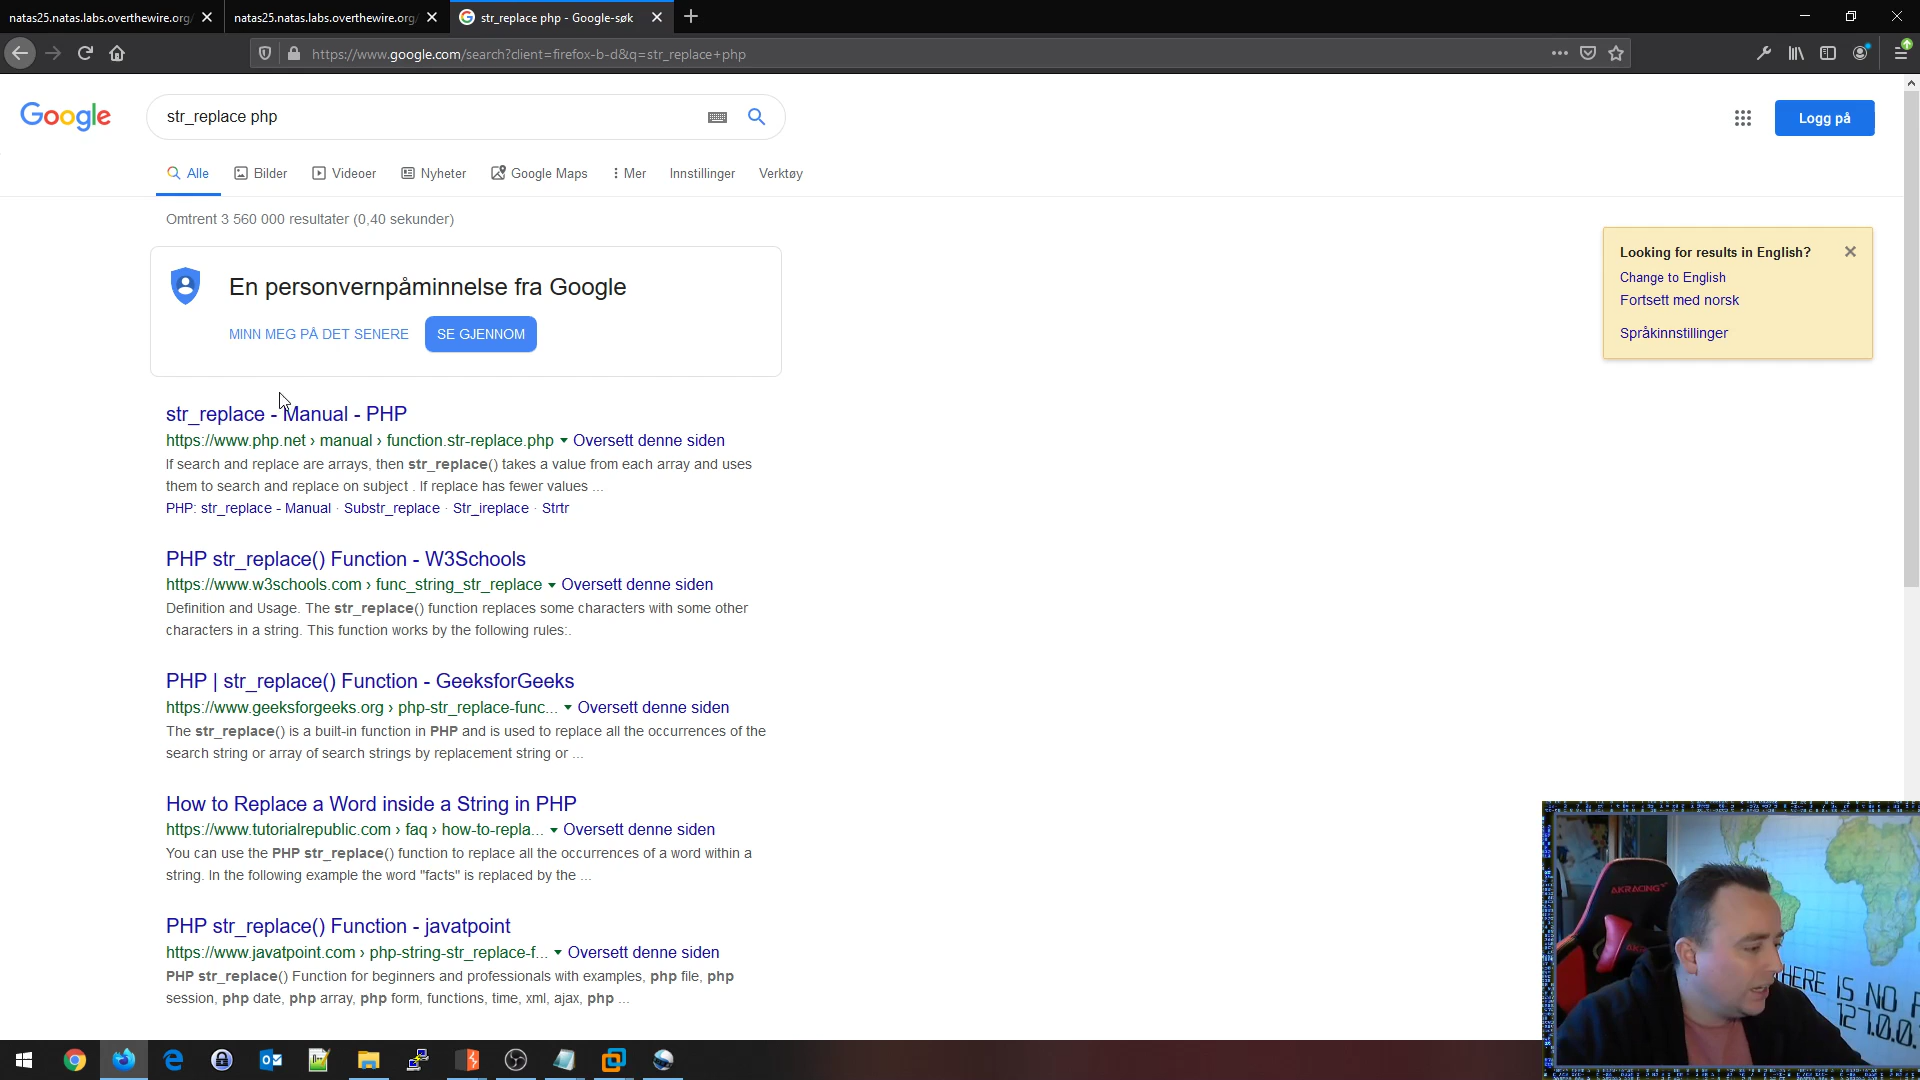 natas25.natas.labs.overthewire.org/
natas25.natas.labs.overthewire.org/
str_replace php - Google-søk
https://www.google.com/search?client=firefox-b-d&q=str_replace+php
Google
str_replace php
Logg på
Alle
Bilder
Videoer
Nyheter
Google Maps
Mer
Innstillinger
Verktøy
Omtrent 3 560 000 resultater (0,40 sekunder)
En personvernpåminnelse fra Google
MINN MEG PÅ DET SENERE
SE GJENNOM
Looking for results in English?
Change to English
Fortsett med norsk
Språkinnstillinger
str_replace - Manual - PHP
https://www.php.net › manual › function.str-replace.php Oversett denne siden
If search and replace are arrays, then str_replace() takes a value from each array and uses
them to search and replace on subject . If replace has fewer values ...
PHP: str_replace - Manual · Substr_replace · Str_ireplace · Strtr
PHP str_replace() Function - W3Schools
https://www.w3schools.com › func_string_str_replace Oversett denne siden
Definition and Usage. The str_replace() function replaces some characters with some other
characters in a string. This function works by the following rules:.
PHP | str_replace() Function - GeeksforGeeks
https://www.geeksforgeeks.org › php-str_replace-func... Oversett denne siden
The str_replace() is a built-in function in PHP and is used to replace all the occurrences of the
search string or array of search strings by replacement string or ...
How to Replace a Word inside a String in PHP
https://www.tutorialrepublic.com › faq › how-to-repla... Oversett denne siden
You can use the PHP str_replace() function to replace all the occurrences of a word within a
string. In the following example the word "facts" is replaced by the ...
PHP str_replace() Function - javatpoint
https://www.javatpoint.com › php-string-str_replace-f... Oversett denne siden
PHP str_replace() Function for beginners and professionals with examples, php file, php
session, php date, php array, php form, functions, time, xml, ajax, php ...
AKRACING
HERE IS NO
127.0.0.